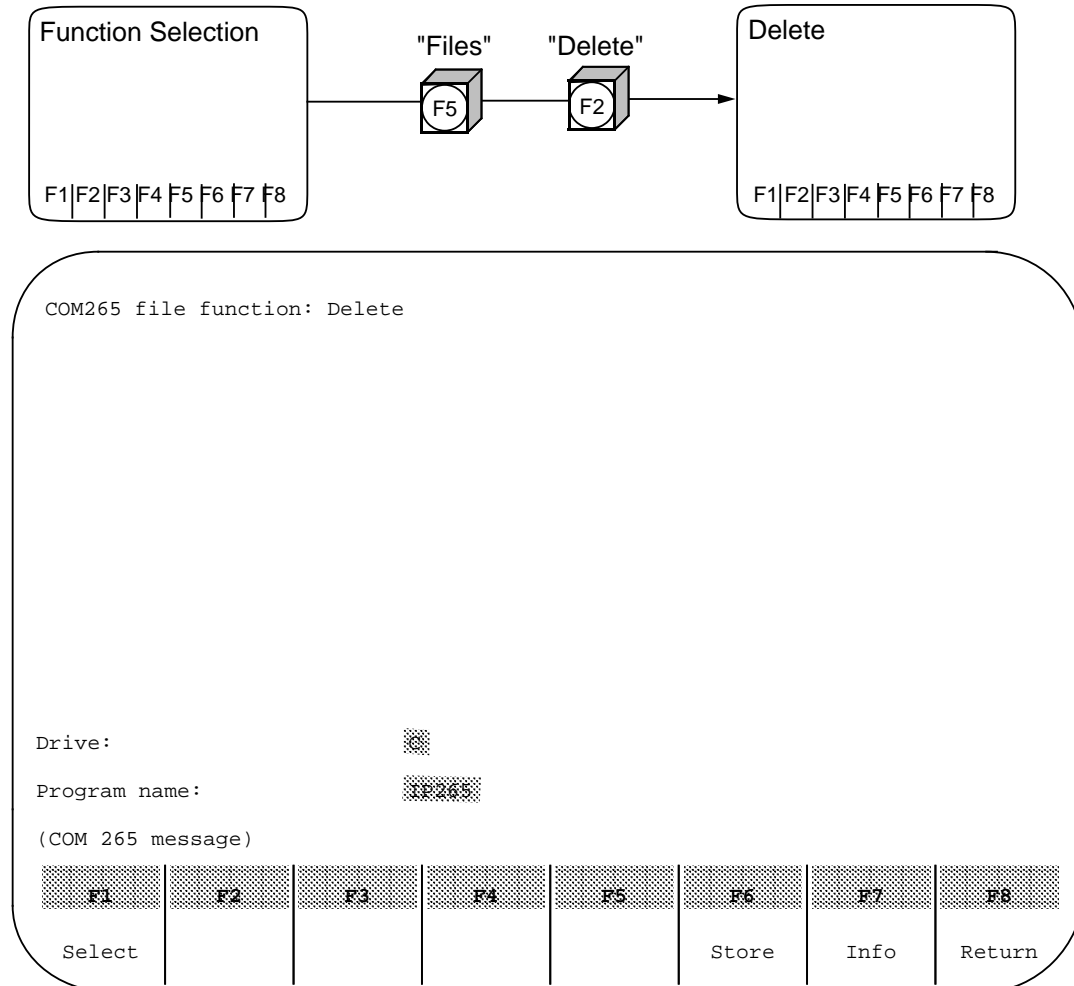 Function Selection
"Files"
"Delete"
Delete
F5
F2
F1 F2 F3 F4 F5 F6 F7 F8
F1 F2 F3 F4 F5 F6 F7 F8
COM265 file function: Delete
Drive: C
Program name: IP265
(COM 265 message)
F1 F2 F3 F4 F5 F6 F7 F8
Select Store Info Return